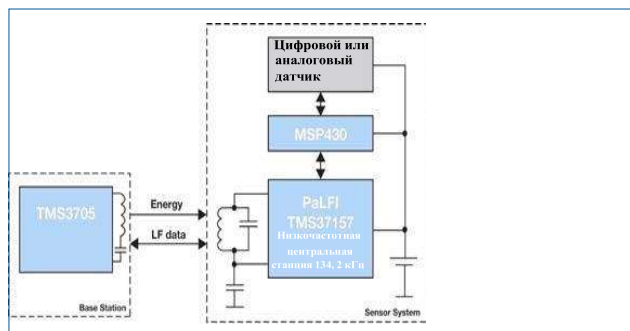 Цифровой или
аналоговый
датчик
MSP430
PaLFI
TMS37157
Низкочастотная
центральная
станция 134, 2 кГц
TMS3705
Energy
LF data
Base Station
Sensor System